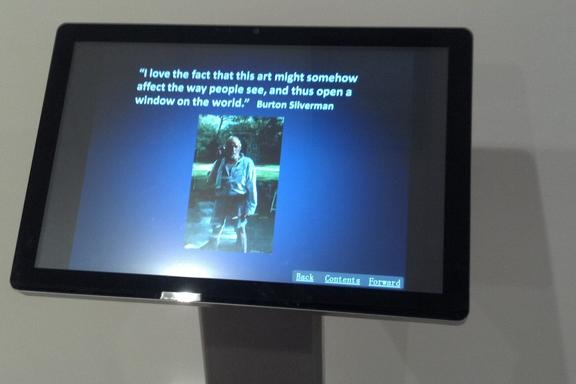 "I love the fact that this art might somehow
affect the way people see, and thus open a
window on the world." Burton Silverman
Back Contents Forward